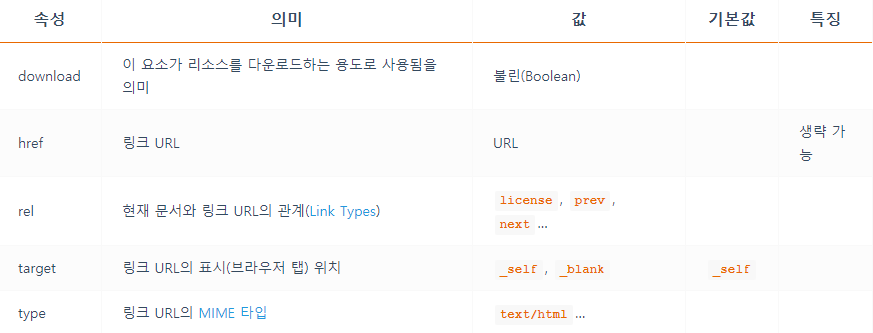 속성 의미 값 기본값 특징
download 이 요소가 리소스를 다운로드하는 용도로 사용됨을 의미 불린(Boolean)
href 링크 URL URL 생략 가능
rel 현재 문서와 링크 URL의 관계(Link Types) license , prev , next ...
target 링크 URL의 표시(브라우저 탭) 위치 _self , _blank _self
type 링크 URL의 MIME 타입 text/html ...